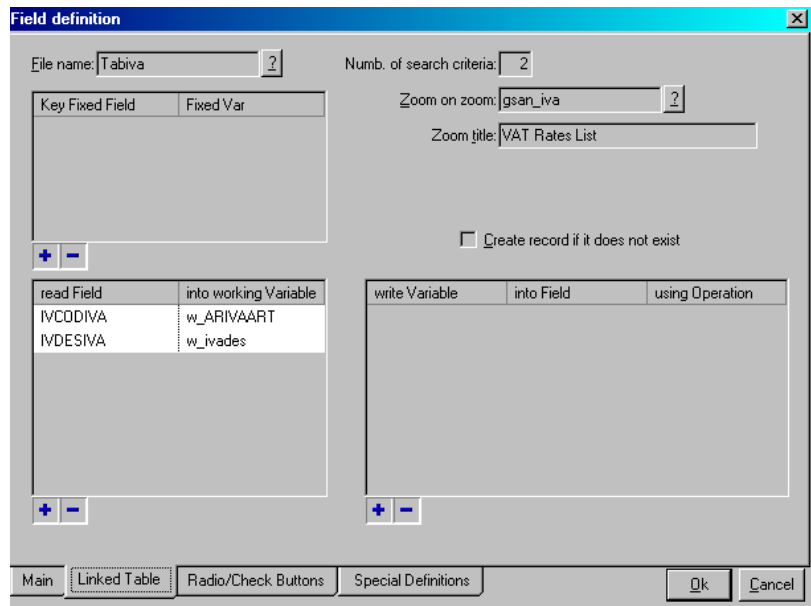 Field definition
File name: Tabiva ?
Numb. of search criteria: 2
Key Fixed Field Fixed Var
Zoom on zoom: gsan_iva ?
Zoom title: VAT Rates List
Create record if it does not exist
+ -
read Field into working Variable
IVCODIVA w_ARIVAART
IVDESIVA w_ivades
write Variable into Field using Operation
+ -
+ -
Main Linked Table Radio/Check Buttons Special Definitions
Ok Cancel